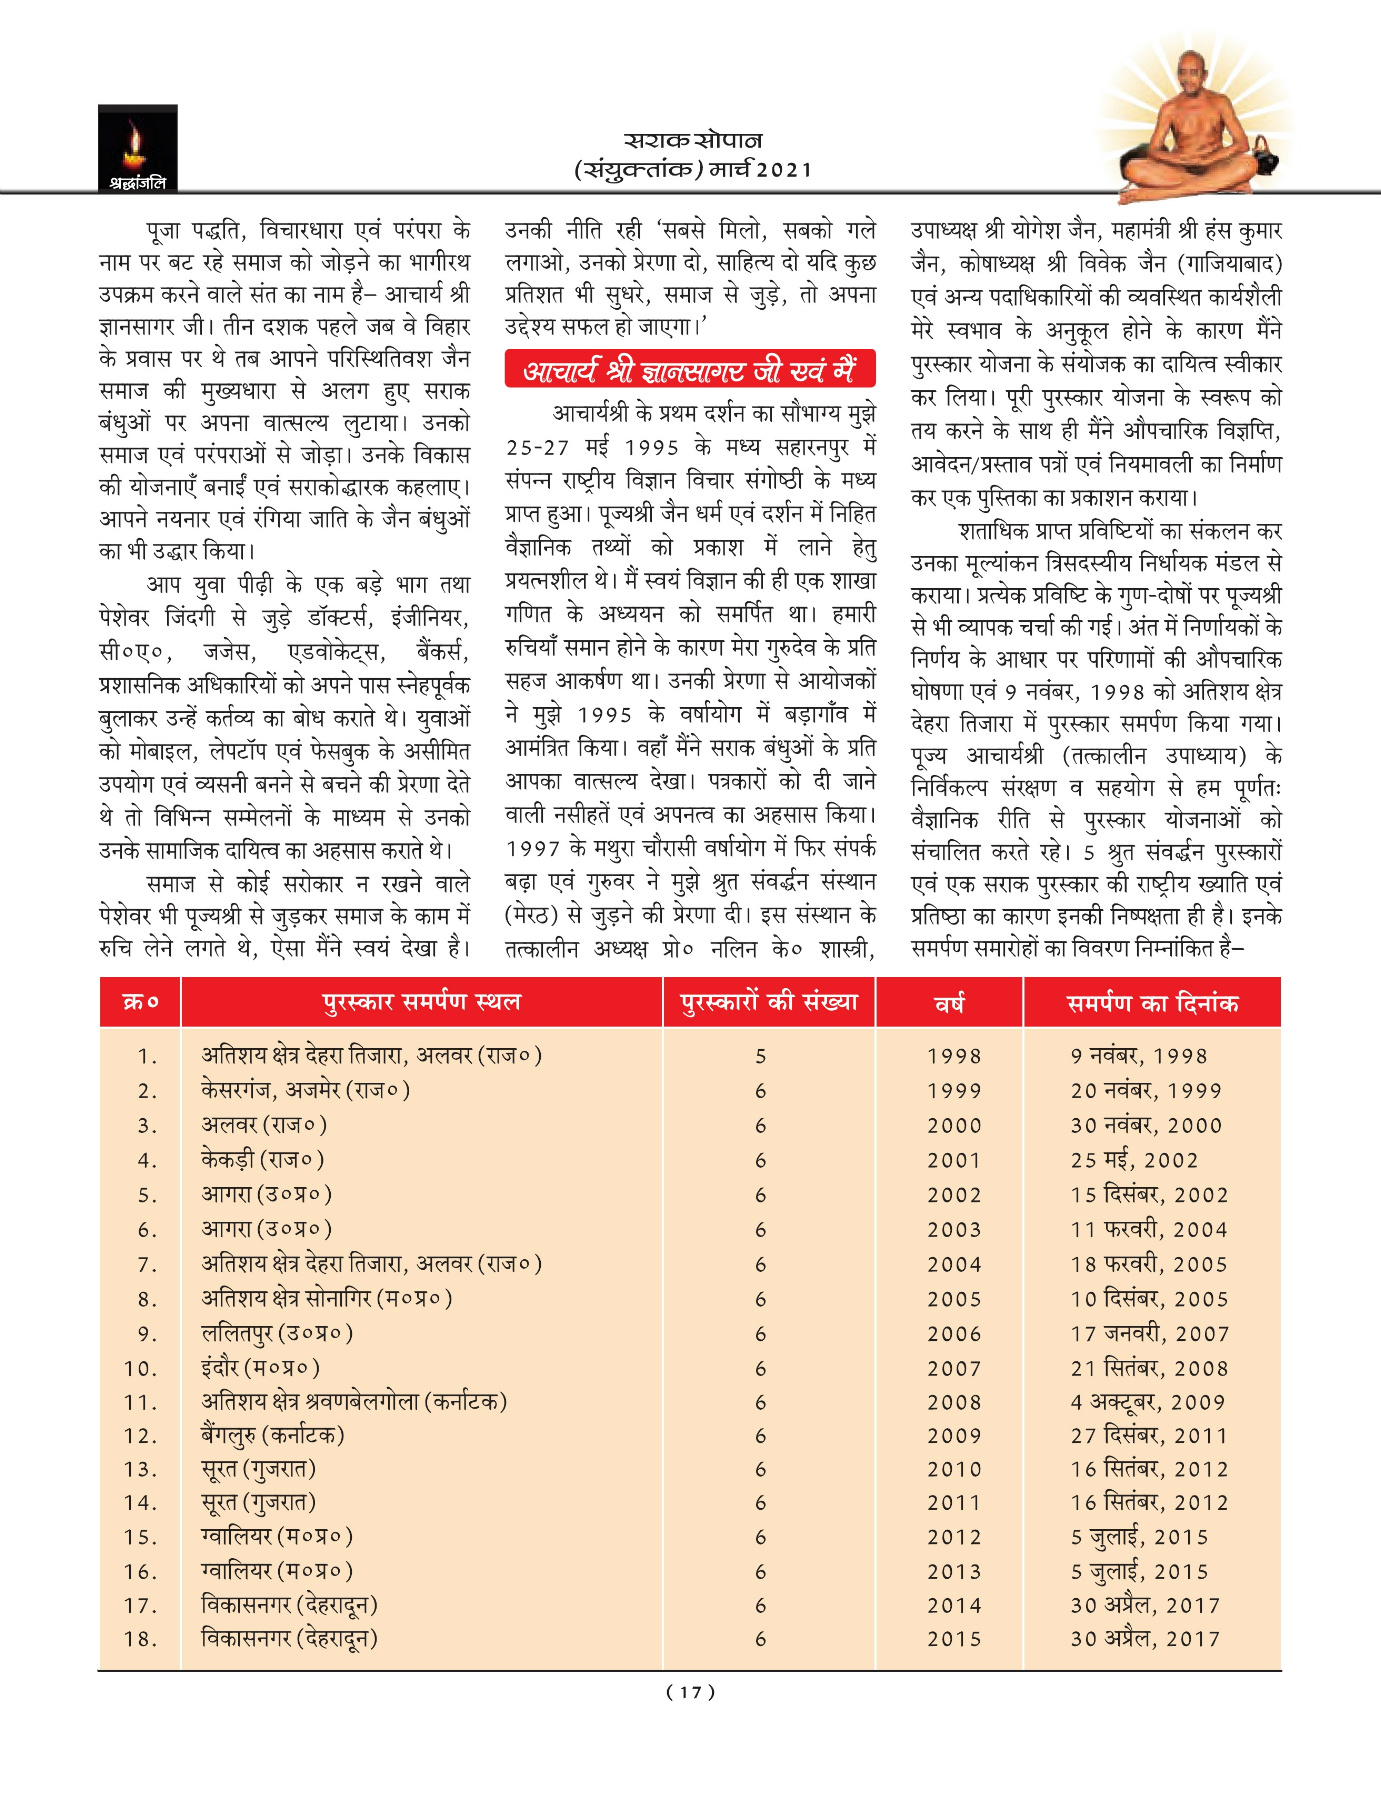 श्रद्धांजलि
सराक सोपान
(संयुक्तांक) मार्च 2021
पूजा पद्धति, विचारधारा एवं परंपरा के
नाम पर बट रहे समाज को जोड़ने का भागीरथ
उपक्रम करने वाले संत का नाम है– आचार्य श्री
ज्ञानसागर जी। तीन दशक पहले जब वे विहार
के प्रवास पर थे तब आपने परिस्थितिवश जैन
समाज की मुख्यधारा से अलग हुए सराक
बंधुओं पर अपना वात्सल्य लुटाया। उनको
समाज एवं परंपराओं से जोड़ा। उनके विकास
की योजनाएँ बनाईं एवं सराकोद्धारक कहलाए।
आपने नयनार एवं रंगिया जाति के जैन बंधुओं
का भी उद्धार किया।
आप युवा पीढ़ी के एक बड़े भाग तथा
पेशेवर जिंदगी से जुड़े डॉक्टर्स, इंजीनियर,
सी०ए०, जजेस, एडवोकेट्स, बैंकर्स,
प्रशासनिक अधिकारियों को अपने पास स्नेहपूर्वक
बुलाकर उन्हें कर्तव्य का बोध कराते थे। युवाओं
को मोबाइल, लेपटॉप एवं फेसबुक के असीमित
उपयोग एवं व्यसनी बनने से बचने की प्रेरणा देते
थे तो विभिन्न सम्मेलनों के माध्यम से उनको
उनके सामाजिक दायित्व का अहसास कराते थे।
समाज से कोई सरोकार न रखने वाले
पेशेवर भी पूज्यश्री से जुड़कर समाज के काम में
रुचि लेने लगते थे, ऐसा मैंने स्वयं देखा है।
उनकी नीति रही ‘सबसे मिलो, सबको गले
लगाओ, उनको प्रेरणा दो, साहित्य दो यदि कुछ
प्रतिशत भी सुधरे, समाज से जुड़े, तो अपना
उद्देश्य सफल हो जाएगा।’
आचार्य श्री ज्ञानसागर जी एवं मैं
आचार्यश्री के प्रथम दर्शन का सौभाग्य मुझे
25-27 मई 1995 के मध्य सहारनपुर में
संपन्न राष्ट्रीय विज्ञान विचार संगोष्ठी के मध्य
प्राप्त हुआ। पूज्यश्री जैन धर्म एवं दर्शन में निहित
वैज्ञानिक तथ्यों को प्रकाश में लाने हेतु
प्रयत्नशील थे। मैं स्वयं विज्ञान की ही एक शाखा
गणित के अध्ययन को समर्पित था। हमारी
रुचियाँ समान होने के कारण मेरा गुरुदेव के प्रति
सहज आकर्षण था। उनकी प्रेरणा से आयोजकों
ने मुझे 1995 के वर्षायोग में बड़ागाँव में
आमंत्रित किया। वहाँ मैंने सराक बंधुओं के प्रति
आपका वात्सल्य देखा। पत्रकारों को दी जाने
वाली नसीहतें एवं अपनत्व का अहसास किया।
1997 के मथुरा चौरासी वर्षायोग में फिर संपर्क
बढ़ा एवं गुरुवर ने मुझे श्रुत संवर्द्धन संस्थान
(मेरठ) से जुड़ने की प्रेरणा दी। इस संस्थान के
तत्कालीन अध्यक्ष प्रो० नलिन के० शास्त्री,
उपाध्यक्ष श्री योगेश जैन, महामंत्री श्री हंस कुमार
जैन, कोषाध्यक्ष श्री विवेक जैन (गाजियाबाद)
एवं अन्य पदाधिकारियों की व्यवस्थित कार्यशैली
मेरे स्वभाव के अनुकूल होने के कारण मैंने
पुरस्कार योजना के संयोजक का दायित्व स्वीकार
कर लिया। पूरी पुरस्कार योजना के स्वरूप को
तय करने के साथ ही मैंने औपचारिक विज्ञप्ति,
आवेदन/प्रस्ताव पत्रों एवं नियमावली का निर्माण
कर एक पुस्तिका का प्रकाशन कराया।
शताधिक प्राप्त प्रविष्टियों का संकलन कर
उनका मूल्यांकन त्रिसदस्यीय निर्धायक मंडल से
कराया। प्रत्येक प्रविष्टि के गुण-दोषों पर पूज्यश्री
से भी व्यापक चर्चा की गई। अंत में निर्णायकों के
निर्णय के आधार पर परिणामों की औपचारिक
घोषणा एवं 9 नवंबर, 1998 को अतिशय क्षेत्र
देहरा तिजारा में पुरस्कार समर्पण किया गया।
पूज्य आचार्यश्री (तत्कालीन उपाध्याय) के
निर्विकल्प संरक्षण व सहयोग से हम पूर्णतः
वैज्ञानिक रीति से पुरस्कार योजनाओं को
संचालित करते रहे। 5 श्रुत संवर्द्धन पुरस्कारों
एवं एक सराक पुरस्कार की राष्ट्रीय ख्याति एवं
प्रतिष्ठा का कारण इनकी निष्पक्षता ही है। इनके
समर्पण समारोहों का विवरण निम्नांकित है–
क्र० पुरस्कार समर्पण स्थल पुरस्कारों की संख्या वर्ष समर्पण का दिनांक
1. अतिशय क्षेत्र देहरा तिजारा, अलवर (राज०) 5 1998 9 नवंबर, 1998
2. केसरगंज, अजमेर (राज०) 6 1999 20 नवंबर, 1999
3. अलवर (राज०) 6 2000 30 नवंबर, 2000
4. केकड़ी (राज०) 6 2001 25 मई, 2002
5. आगरा (उ०प्र०) 6 2002 15 दिसंबर, 2002
6. आगरा (उ०प्र०) 6 2003 11 फरवरी, 2004
7. अतिशय क्षेत्र देहरा तिजारा, अलवर (राज०) 6 2004 18 फरवरी, 2005
8. अतिशय क्षेत्र सोनागिर (म०प्र०) 6 2005 10 दिसंबर, 2005
9. ललितपुर (उ०प्र०) 6 2006 17 जनवरी, 2007
10. इंदौर (म०प्र०) 6 2007 21 सितंबर, 2008
11. अतिशय क्षेत्र श्रवणबेलगोला (कर्नाटक) 6 2008 4 अक्टूबर, 2009
12. बैंगलुरु (कर्नाटक) 6 2009 27 दिसंबर, 2011
13. सूरत (गुजरात) 6 2010 16 सितंबर, 2012
14. सूरत (गुजरात) 6 2011 16 सितंबर, 2012
15. ग्वालियर (म०प्र०) 6 2012 5 जुलाई, 2015
16. ग्वालियर (म०प्र०) 6 2013 5 जुलाई, 2015
17. विकासनगर (देहरादून) 6 2014 30 अप्रैल, 2017
18. विकासनगर (देहरादून) 6 2015 30 अप्रैल, 2017
( 17 )